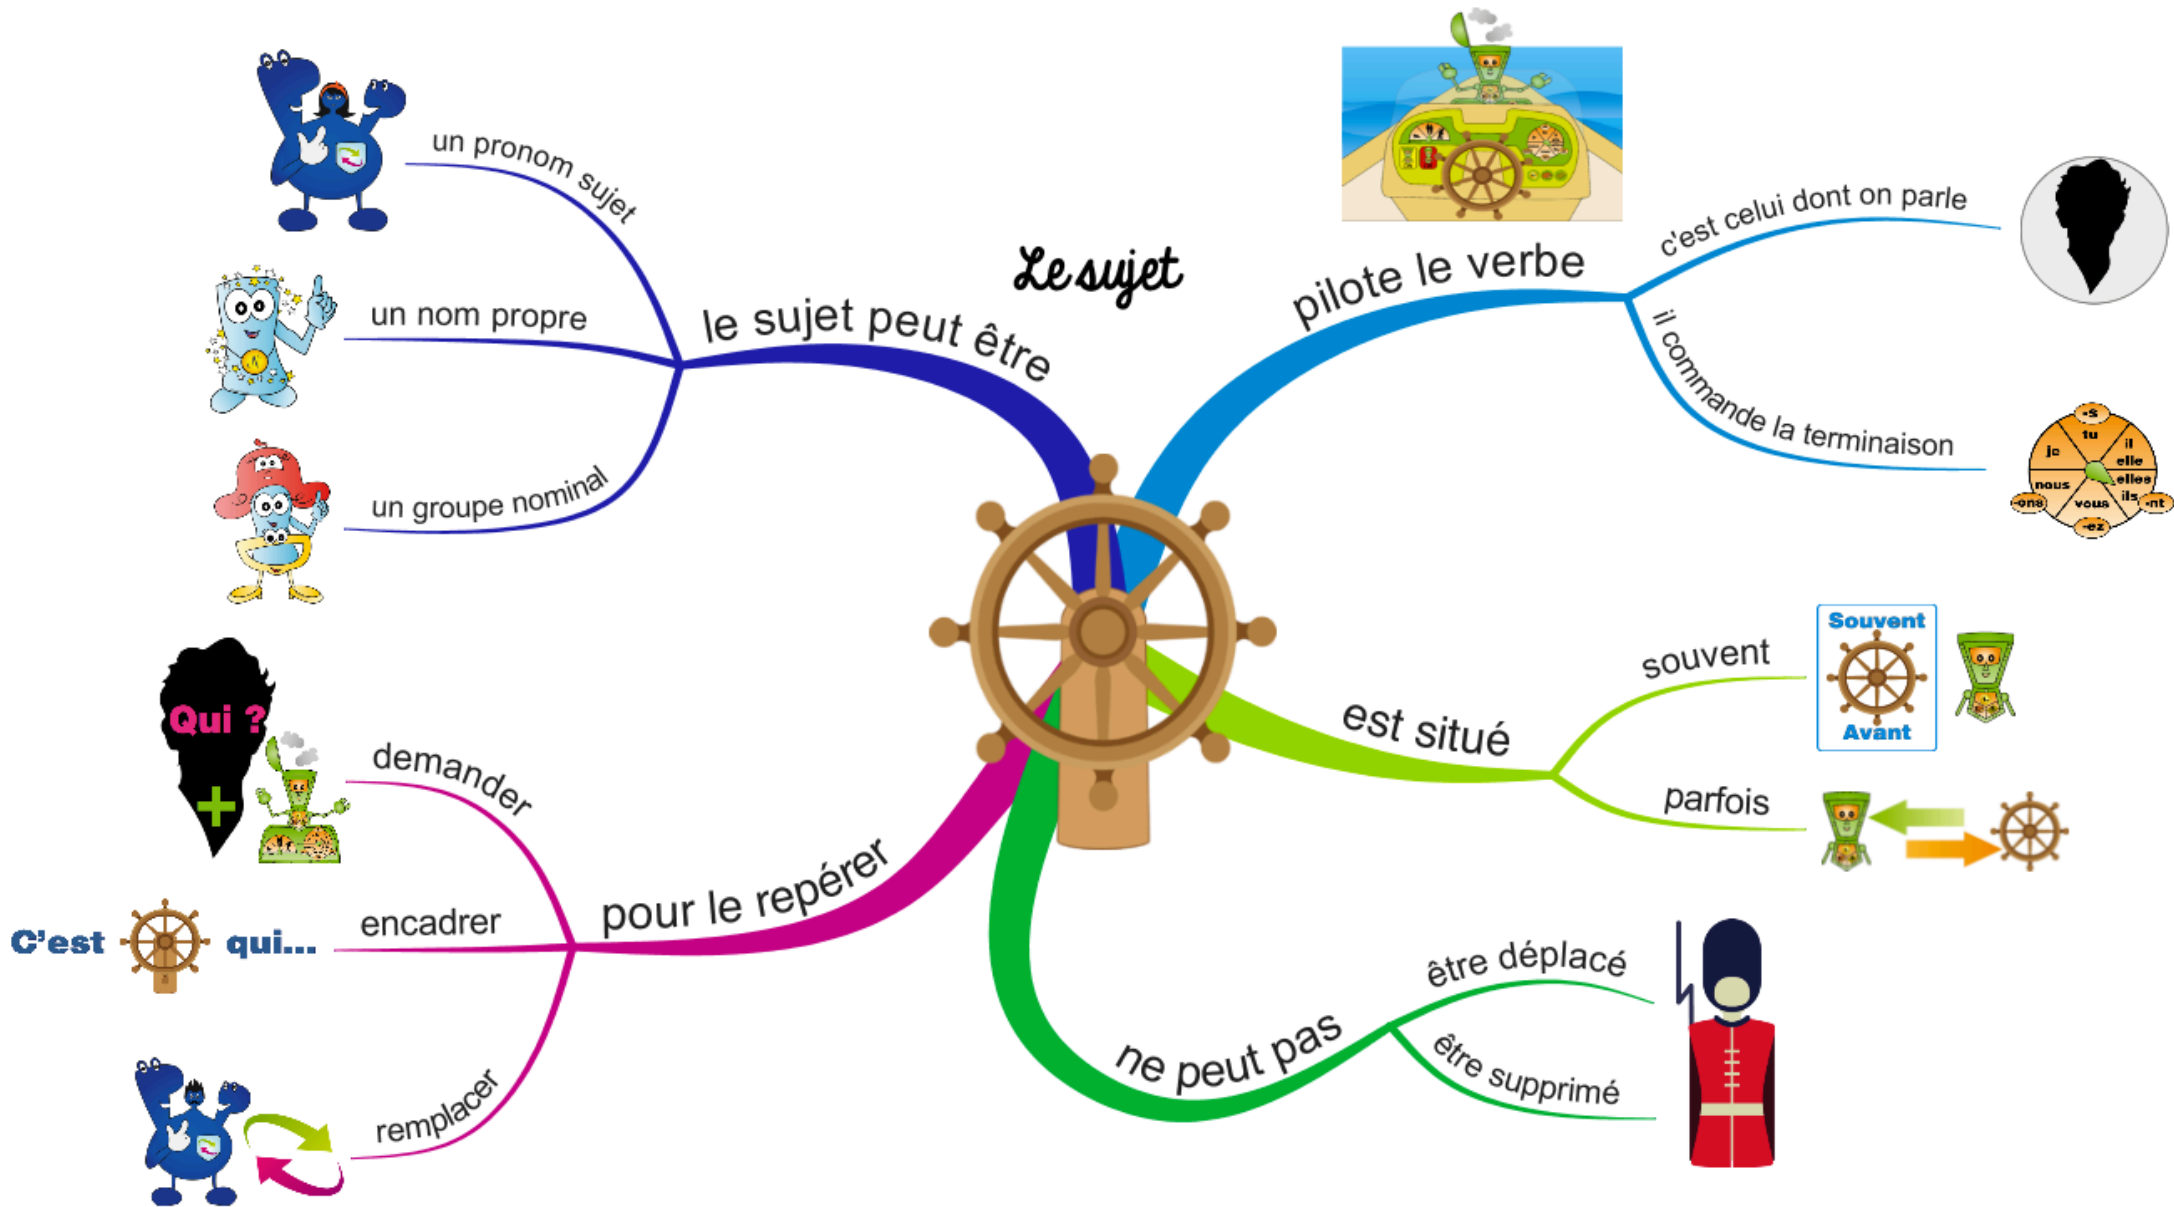 Le sujet
pilote le verbe
c'est celui dont on parle
il commande la terminaison
-s
tu
je
il
elle
nous
elles
ils
vous
-ons
-nt
-ez
est situé
souvent
Souvent
Avant
parfois
ne peut pas
être déplacé
être supprimé
pour le repérer
demander
Qui ?
+
encadrer
C'est
qui...
remplacer
le sujet peut être
un pronom sujet
un nom propre
un groupe nominal